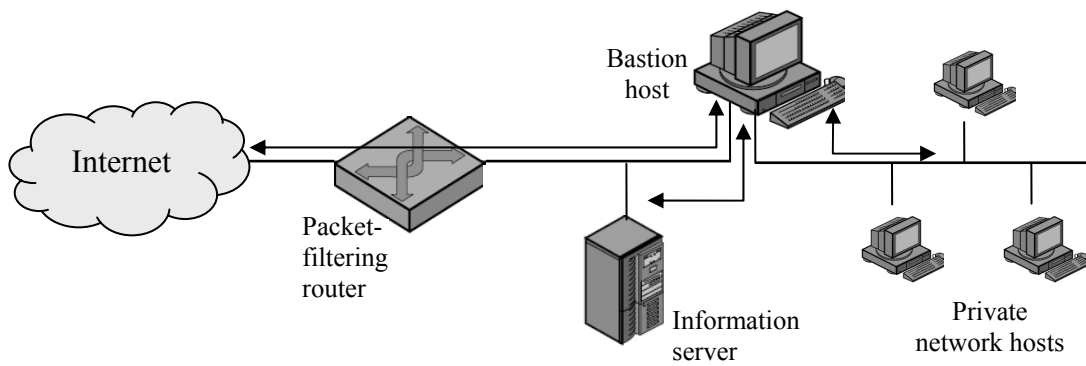 Internet
Packet-
filtering
router
Bastion
host
Information
server
Private
network hosts